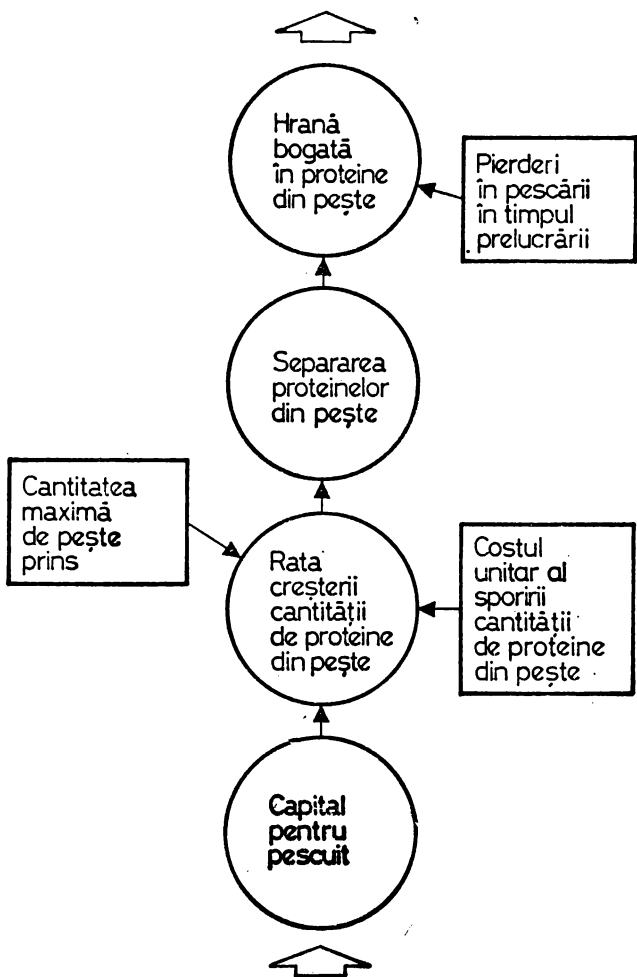 Hrană
bogată
în proteine
din pește
Pierderi
în pescării
în timpul
prelucrării
Separarea
proteinelor
din pește
Cantitatea
maximă
de pește
prins
Rata
creșterii
cantității
de proteine
din pește
Costul
unitar al
sporirii
cantității
de proteine
din pește
Capital
pentru
pescuit